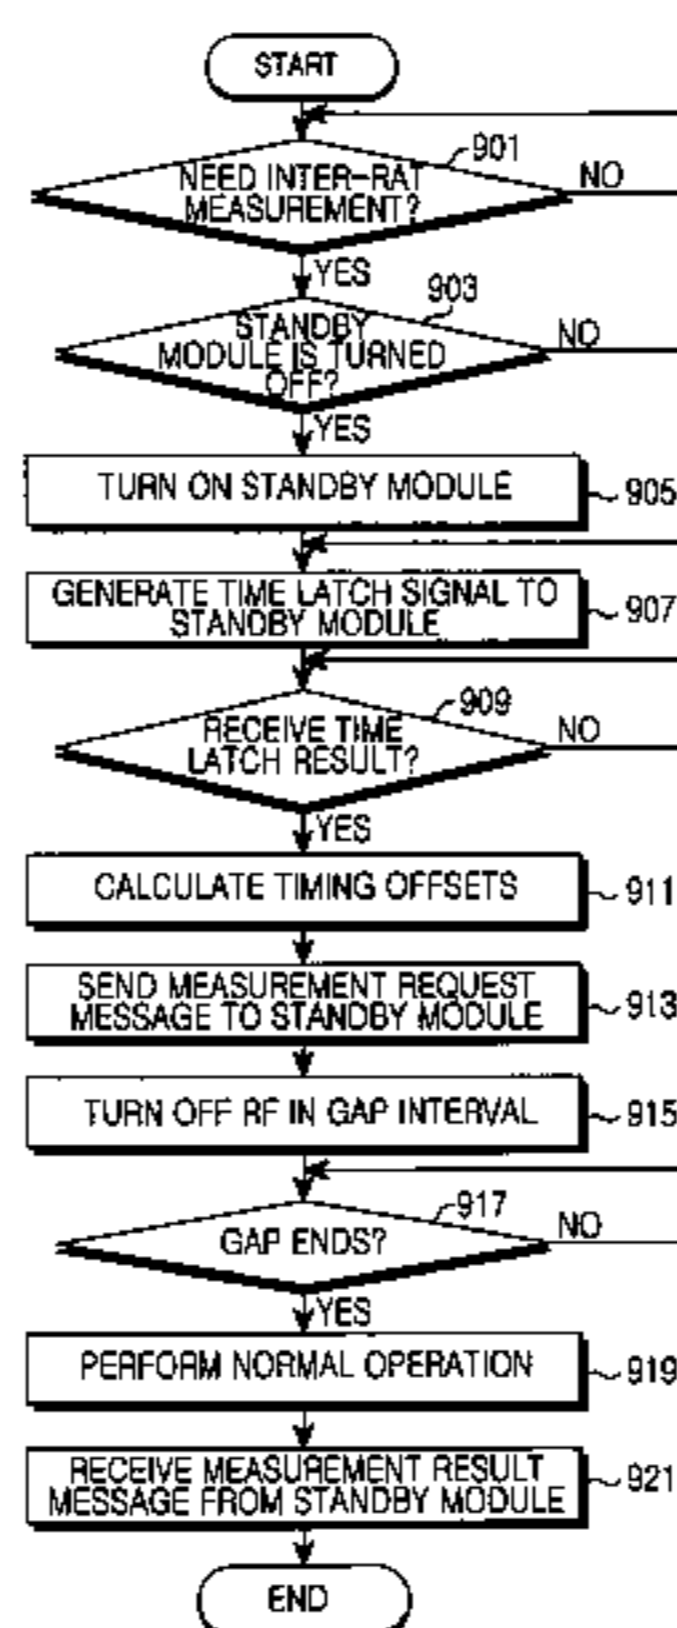 START
901
NEED INTER-RAT
MEASUREMENT?
NO
YES
903
STANDBY
MODULE IS TURNED
OFF?
NO
YES
TURN ON STANDBY MODULE
905
GENERATE TIME LATCH SIGNAL TO
STANDBY MODULE
907
909
RECEIVE TIME
LATCH RESULT?
NO
YES
CALCULATE TIMING OFFSETS
911
SEND MEASUREMENT REQUEST
MESSAGE TO STANDBY MODULE
913
TURN OFF RF IN GAP INTERVAL
915
917
GAP ENDS?
NO
YES
PERFORM NORMAL OPERATION
919
RECEIVE MEASUREMENT RESULT
MESSAGE FROM STANDBY MODULE
921
END